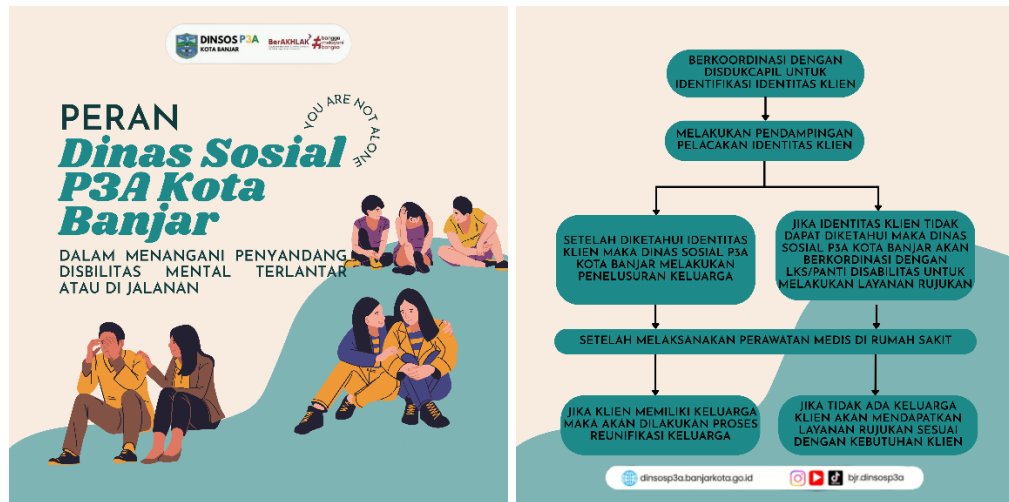 DINSOS P3A
KOTA BANJAR
BerAKHLAK
#bangga
melayani
bangsa
PERAN
YOU ARE NOT ALONE
Dinas Sosial
P3A Kota
Banjar
DALAM MENANGANI PENYANDANG
DISBILITAS MENTAL TERLANTAR
ATAU DI JALANAN
BERKOORDINASI DENGAN
DISDUKCAPIL UNTUK
IDENTIFIKASI IDENTITAS KLIEN
MELAKUKAN PENDAMPINGAN
PELACAKAN IDENTITAS KLIEN
SETELAH DIKETAHUI IDENTITAS
KLIEN MAKA DINAS SOSIAL P3A
KOTA BANJAR MELAKUKAN
PENELUSURAN KELUARGA
JIKA IDENTITAS KLIEN TIDAK
DAPAT DIKETAHUI MAKA DINAS
SOSIAL P3A KOTA BANJAR AKAN
BERKORDINASI DENGAN
LKS/PANTI DISABILITAS UNTUK
MELAKUKAN LAYANAN RUJUKAN
SETELAH MELAKSANAKAN PERAWATAN MEDIS DI RUMAH SAKIT
JIKA KLIEN MEMILIKI KELUARGA
MAKA AKAN DILAKUKAN PROSES
REUNIFIKASI KELUARGA
JIKA TIDAK ADA KELUARGA
KLIEN AKAN MENDAPATKAN
LAYANAN RUJUKAN SESUAI
DENGAN KEBUTUHAN KLIEN
dinsosp3a.banjarkota.go.id
bjr.dinsosp3a